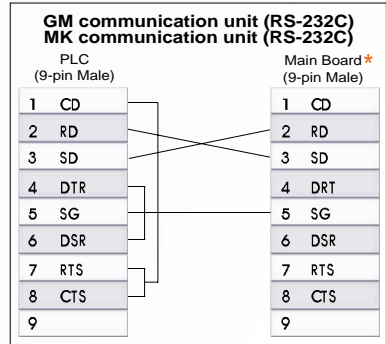 GM communication unit (RS-232C)
MK communication unit (RS-232C)
PLC
(9-pin Male)
Main Board*
(9-pin Male)
1 CD
2 RD
3 SD
4 DTR
5 SG
6 DSR
7 RTS
8 CTS
9
1 CD
2 RD
3 SD
4 DRT
5 SG
6 DSR
7 RTS
8 CTS
9